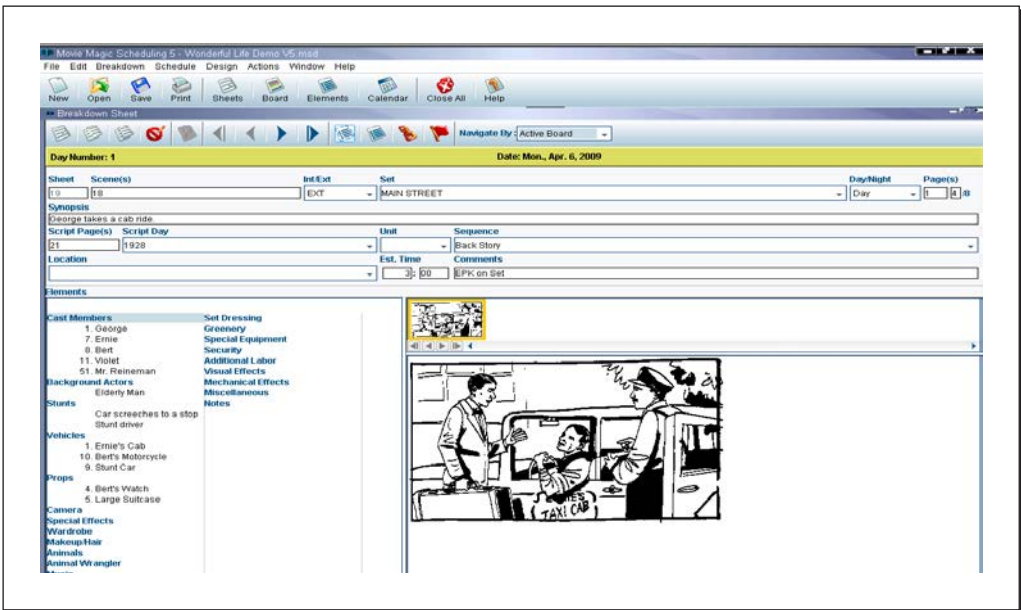 Movie Magic Scheduling 5 - Wonderful Life Demo V5.msd
File Edit Breakdown Schedule Design Actions Window Help
New Open Save Print Sheets Board Elements Calendar Close All Help
Breakdown Sheet
Navigate By: Active Board
Day Number: 1 Date: Mon., Apr. 6, 2009
Sheet Scene(s) Int/Ext Set Day/Night Page(s)
19 18 EXT MAIN STREET Day 1 4 /8
Synopsis
George takes a cab ride.
Script Page(s) Script Day Unit Sequence
21 1928 Back Story
Location Est. Time Comments
3: 00 EPK on Set
Elements
Cast Members
1. George
7. Ernie
8. Bert
11. Violet
51. Mr. Reineman
Background Actors
Elderly Man
Stunts
Car screeches to a stop
Stunt driver
Vehicles
1. Ernie's Cab
10. Bert's Motorcycle
9. Stunt Car
Props
4. Bert's Watch
5. Large Suitcase
Camera
Special Effects
Wardrobe
Makeup/Hair
Animals
Animal Wrangler
Set Dressing
Greenery
Special Equipment
Security
Additional Labor
Visual Effects
Mechanical Effects
Miscellaneous
Notes
ERNIE'S
TAXI CAB